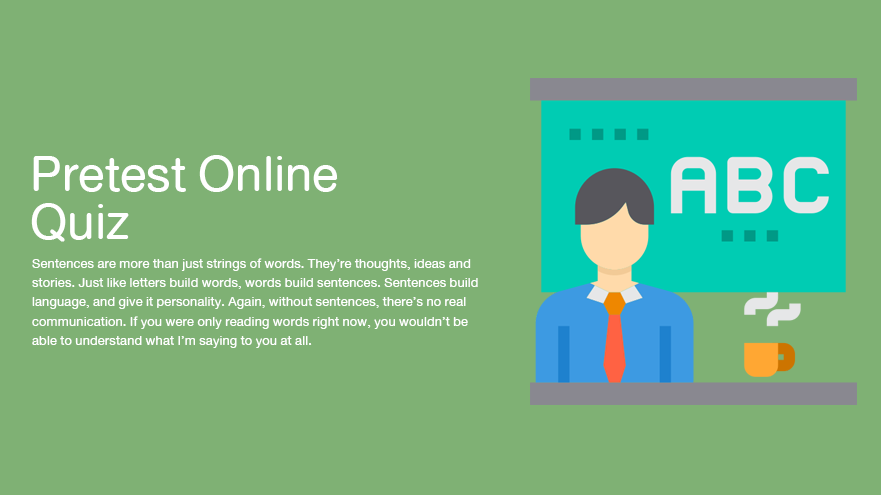 Pretest Online
Quiz
Sentences are more than just strings of words. They're thoughts, ideas and
stories. Just like letters build words, words build sentences. Sentences build
language, and give it personality. Again, without sentences, there's no real
communication. If you were only reading words right now, you wouldn't be
able to understand what I'm saying to you at all.
ABC